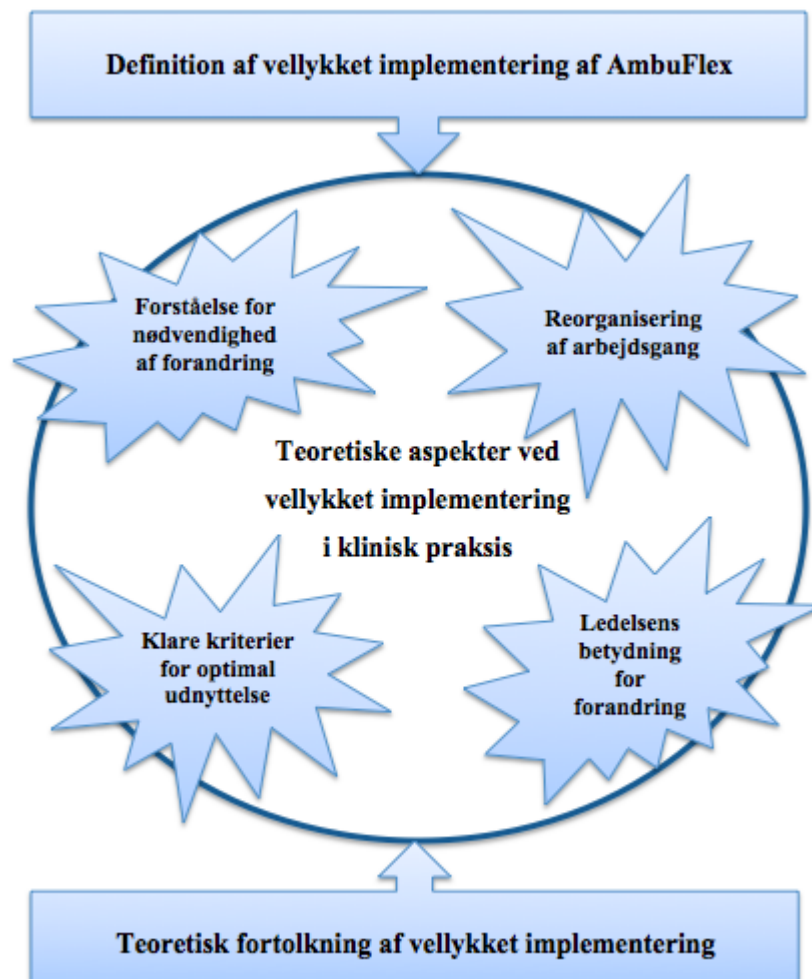 Definition af vellykket implementering af AmbuFlex
Forståelse for
nødvendighed
af forandring
Reorganisering
af arbejdsgang
Teoretiske aspekter ved
vellykket implementering
i klinisk praksis
Klare kriterier
for optimal
udnyttelse
Ledelsens
betydning
for
forandring
Teoretisk fortolkning af vellykket implementering